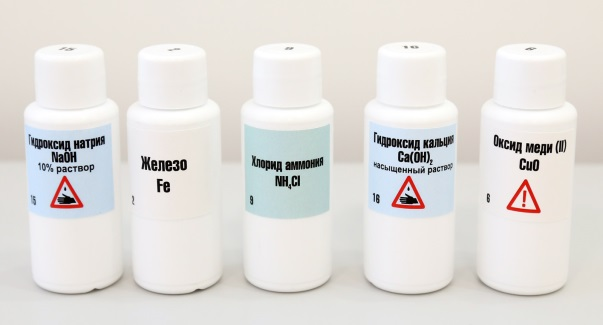 15
Гидроксид натрия
NaOH
10% раствор
15
2
Железо
Fe
2
9
Хлорид аммония
NH₄Cl
9
16
Гидроксид кальция
Ca(OH)₂
насыщенный раствор
16
6
Оксид меди (II)
CuO
6